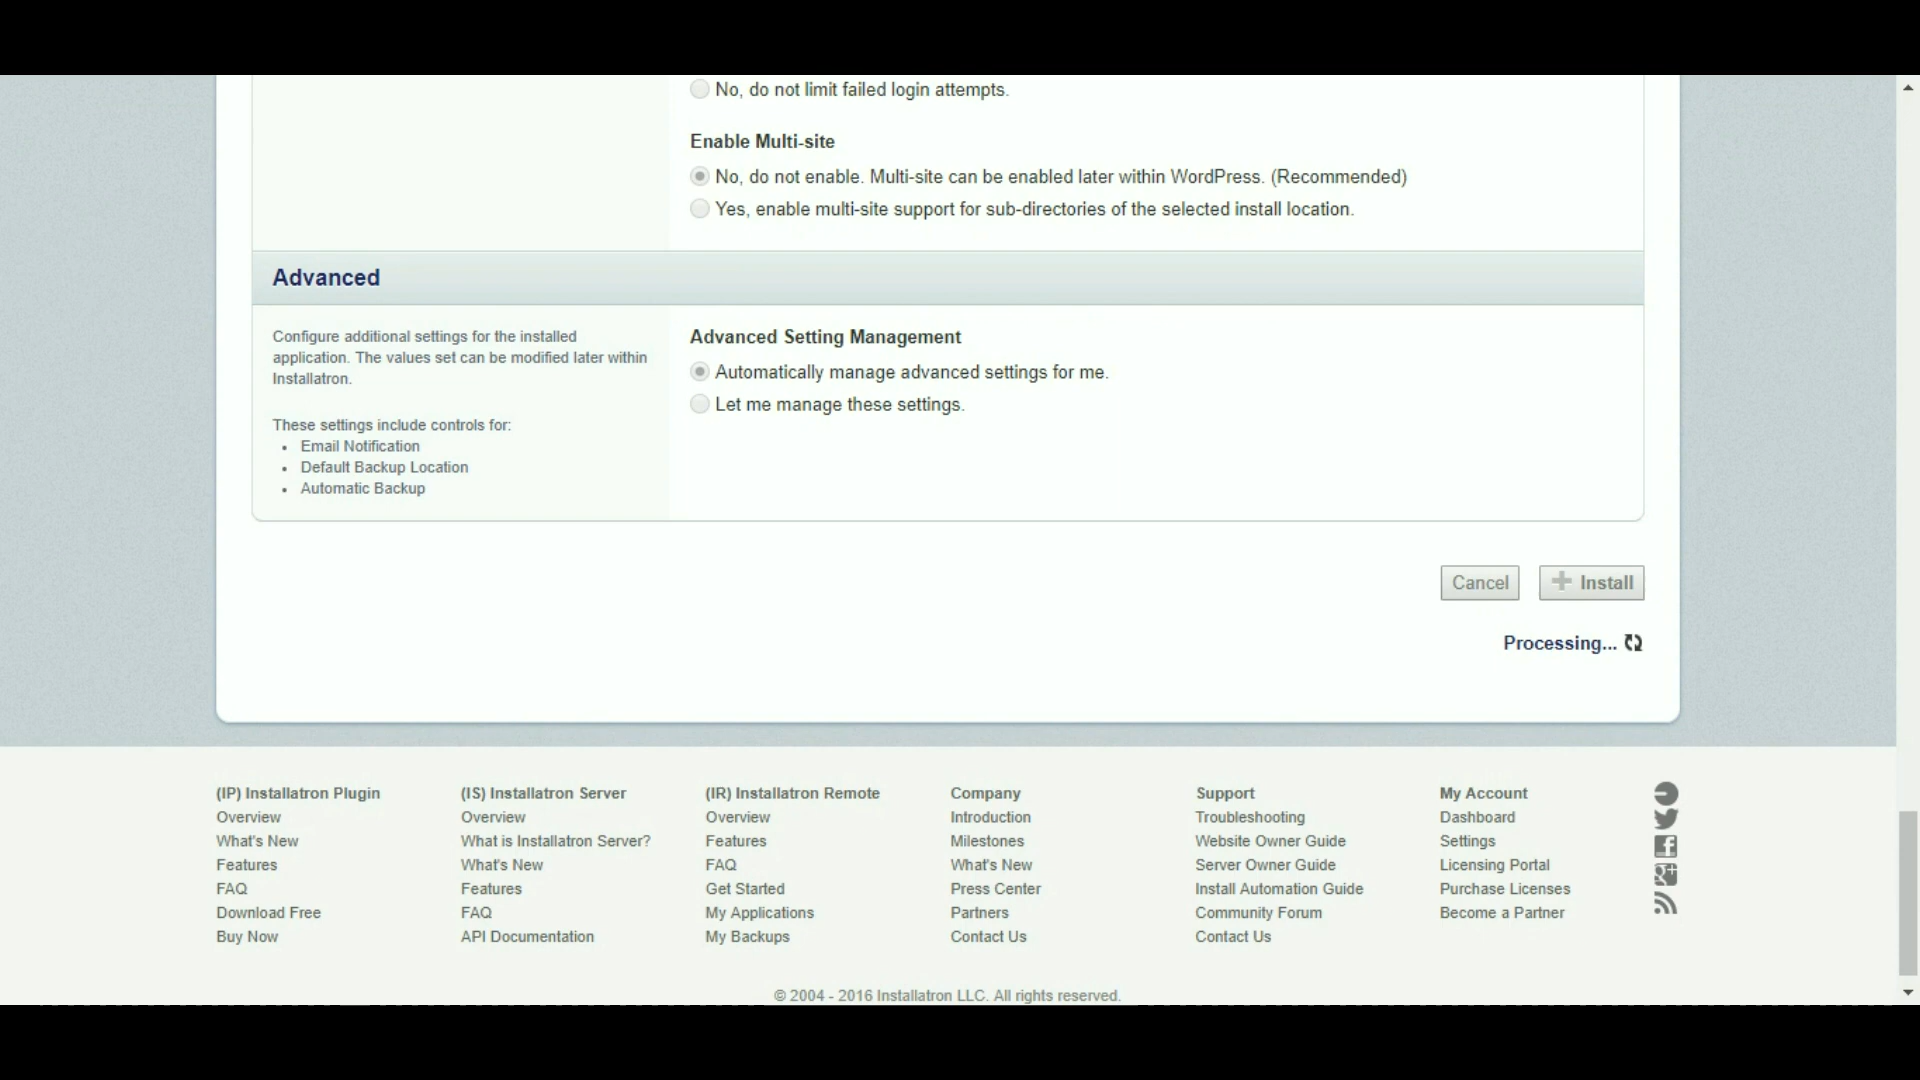 No, do not limit failed login attempts.
Enable Multi-site
No, do not enable. Multi-site can be enabled later within WordPress. (Recommended)
Yes, enable multi-site support for sub-directories of the selected install location.
Advanced
Configure additional settings for the installed
application. The values set can be modified later within
Installatron.
These settings include controls for:
Email Notification
Default Backup Location
Automatic Backup
Advanced Setting Management
Automatically manage advanced settings for me.
Let me manage these settings.
Cancel
Install
Processing...
(IP) Installatron Plugin
Overview
What's New
Features
FAQ
Download Free
Buy Now
(IS) Installatron Server
Overview
What is Installatron Server?
What's New
Features
FAQ
API Documentation
(IR) Installatron Remote
Overview
Features
FAQ
Get Started
My Applications
My Backups
Company
Introduction
Milestones
What's New
Press Center
Partners
Contact Us
Support
Troubleshooting
Website Owner Guide
Server Owner Guide
Install Automation Guide
Community Forum
Contact Us
My Account
Dashboard
Settings
Licensing Portal
Purchase Licenses
Become a Partner
© 2004 - 2016 Installatron LLC. All rights reserved.